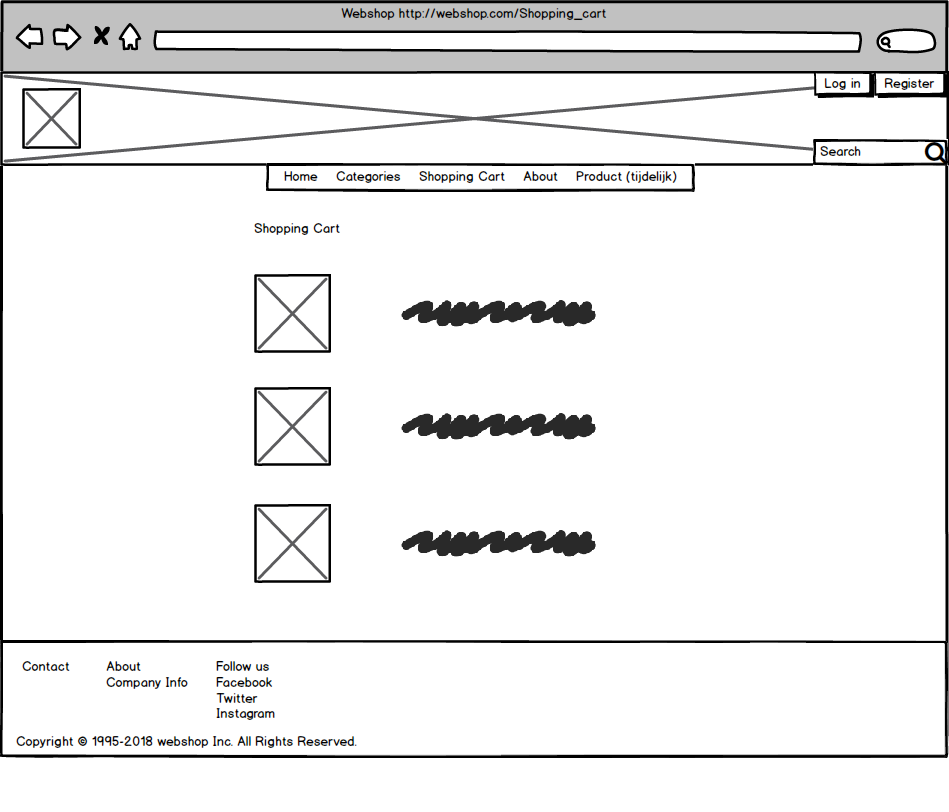 Webshop http://webshop.com/Shopping_cart
Log in Register
Search
Home Categories Shopping Cart About Product (tijdelijk)
Shopping Cart
Contact About Follow us
Company Info Facebook
Twitter
Instagram
Copyright © 1995-2018 webshop Inc. All Rights Reserved.